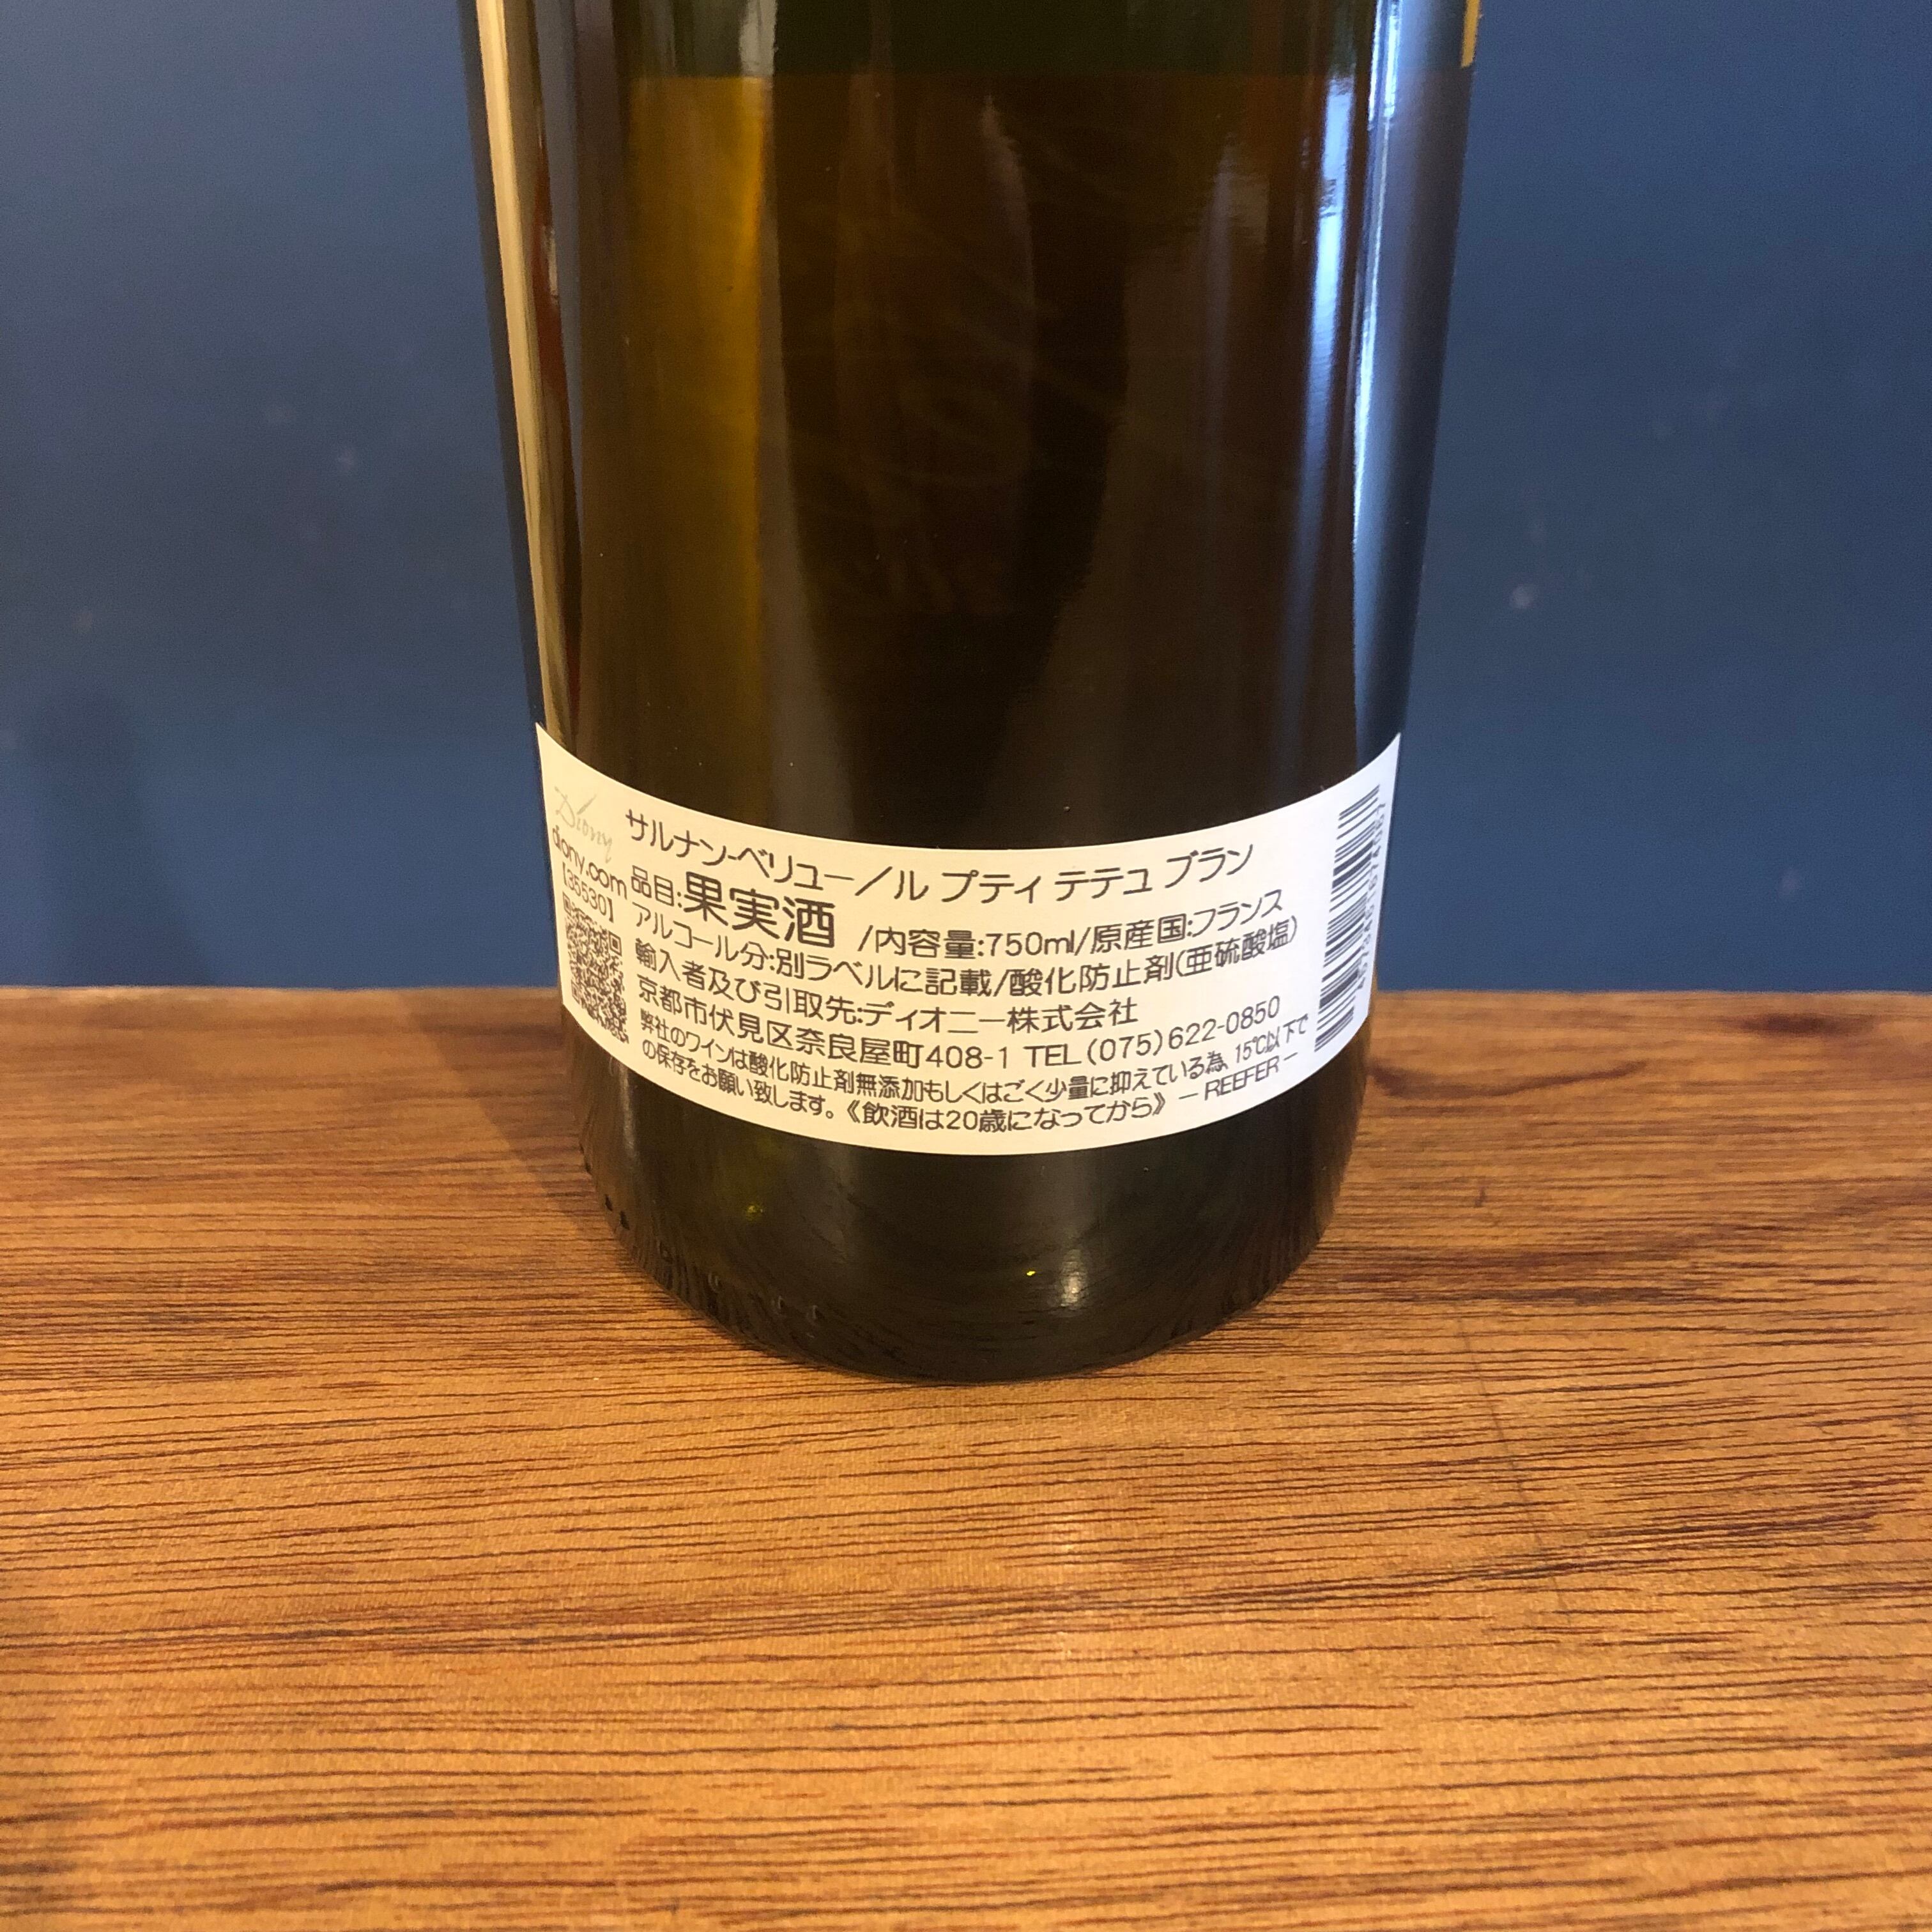 Diony
diony.com
【35530】
サルナン-ベリュー/ル プティ テテュ ブラン
品目:果実酒 /内容量:750ml/原産国:フランス
アルコール分:別ラベルに記載/酸化防止剤(亜硫酸塩)
輸入者及び引取先:ディオニー株式会社
京都市伏見区奈良屋町408-1 TEL(075)622-0850
弊社のワインは酸化防止剤無添加もしくはごく少量に抑えている為、15℃以下で
の保存をお願い致します。《飲酒は20歳になってから》 ー REEFER ー